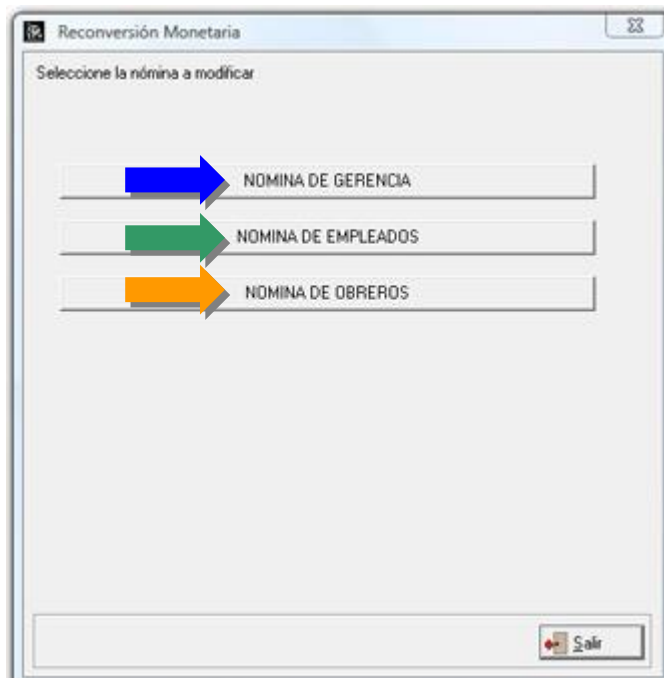 Reconversión Monetaria
Seleccione la nómina a modificar
NOMINA DE GERENCIA
NOMINA DE EMPLEADOS
NOMINA DE OBREROS
Salir